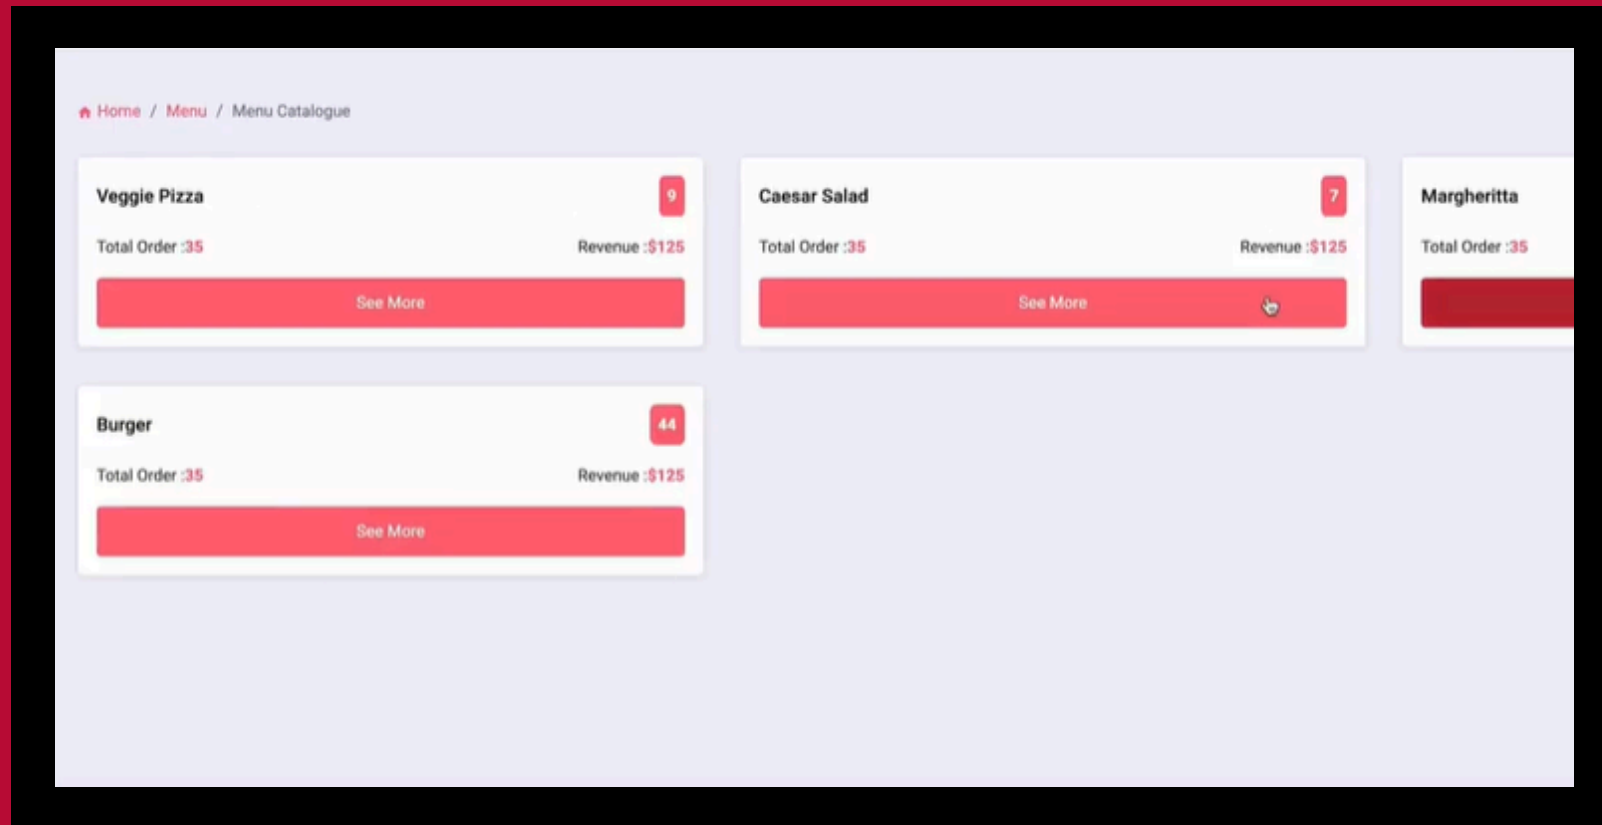 Home / Menu / Menu Catalogue
Veggie Pizza 9
Total Order :35 Revenue :$125
See More
Caesar Salad 7
Total Order :35 Revenue :$125
See More
Margheritta
Total Order :35
Burger 44
Total Order :35 Revenue :$125
See More